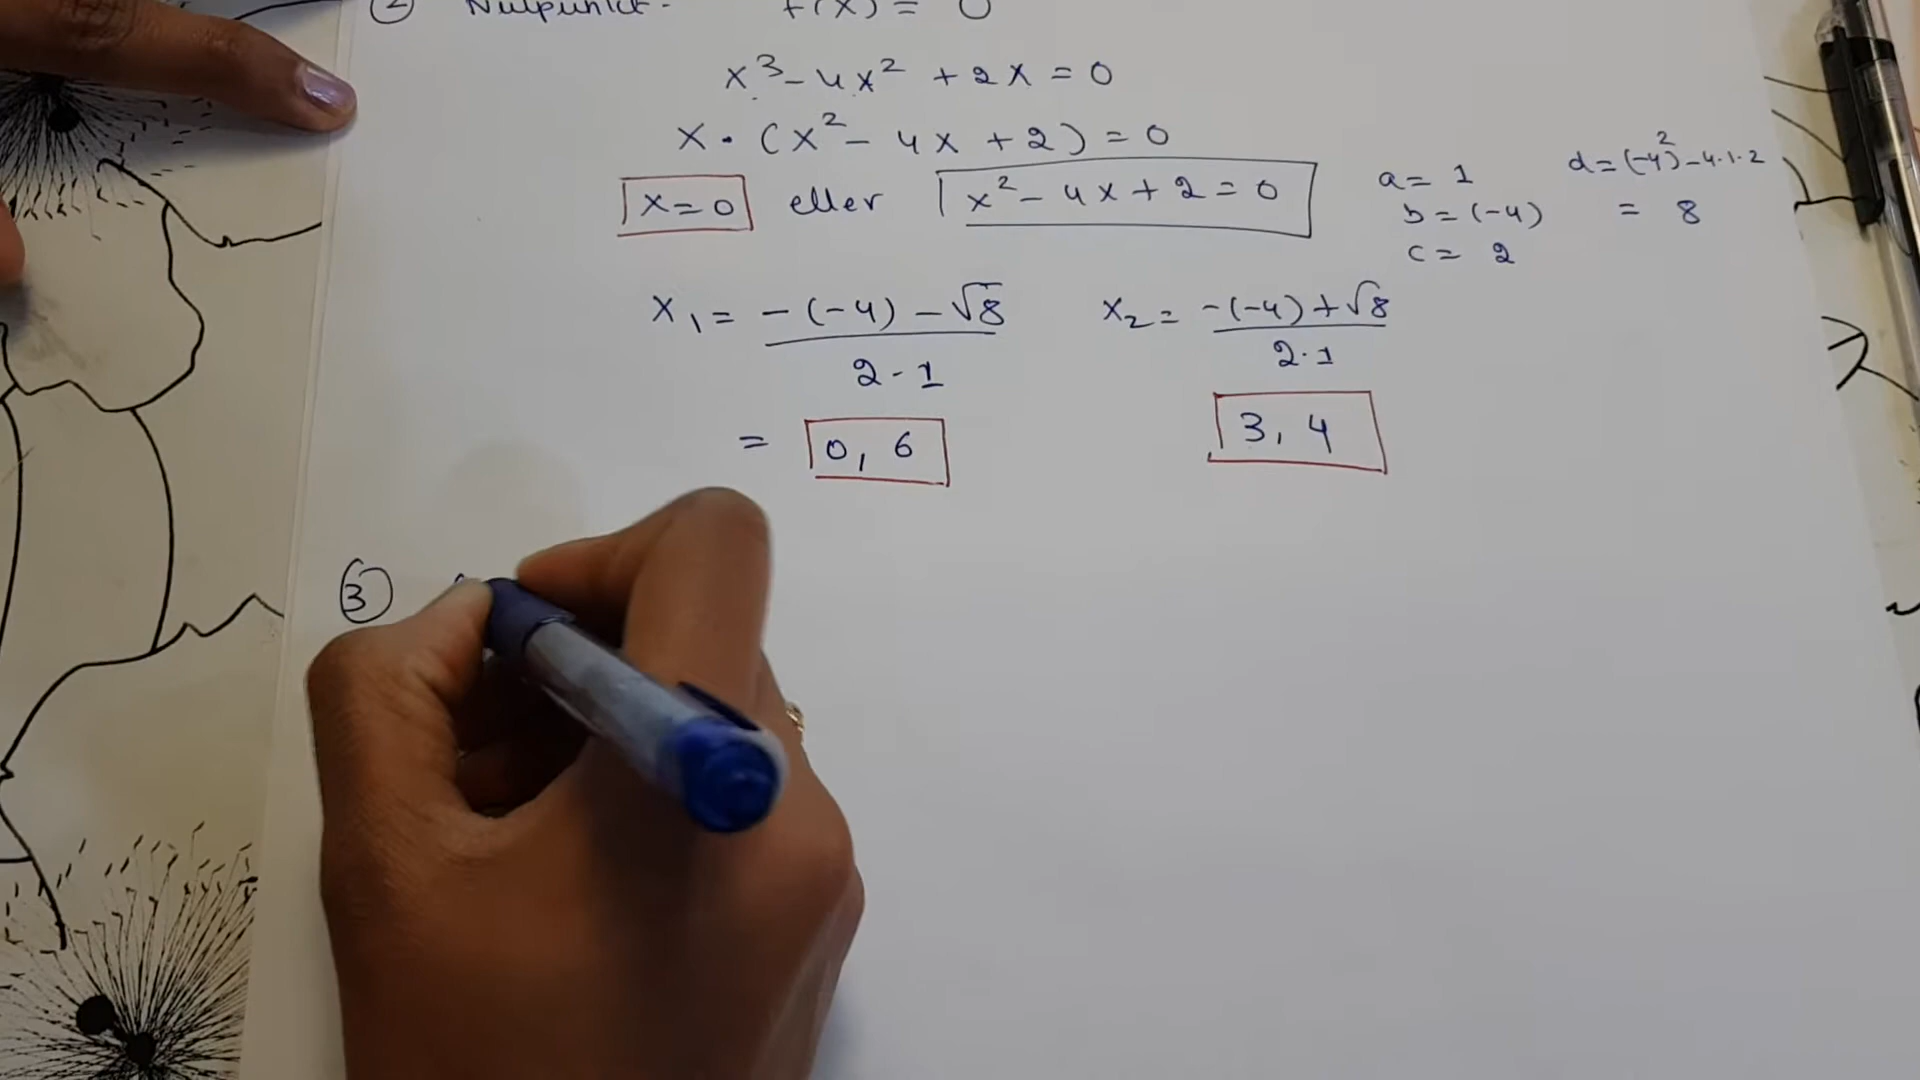 ② Nulpunkt. f(x) = 0
x³ - 4x² + 2x = 0
x · (x² - 4x + 2) = 0
x = 0 eller x² - 4x + 2 = 0
a = 1
b = (-4)
c = 2
d = (-4)² - 4·1·2
= 8
x₁ = -(-4) - √8 / 2·1
= 0,6
x₂ = -(-4) + √8 / 2·1
3,4
③